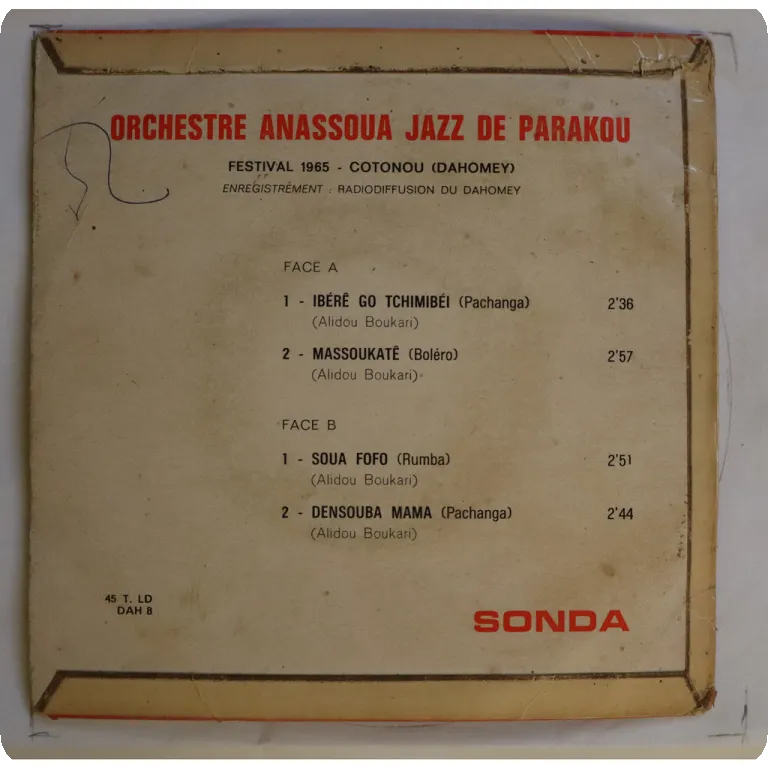 ORCHESTRE ANASSOUA JAZZ DE PARAKOU
FESTIVAL 1965 - COTONOU (DAHOMEY)
ENREGISTRÉMENT : RADIODIFFUSION DU DAHOMEY
FACE A
1 - IBÉRÊ GO TCHIMIBÉI (Pachanga) 2'36
(Alidou Boukari)
2 - MASSOUKATÊ (Boléro) 2'57
(Alidou Boukari)
FACE B
1 - SOUA FOFO (Rumba) 2'51
(Alidou Boukari)
2 - DENSOUBA MAMA (Pachanga) 2'44
(Alidou Boukari)
45 T. LD
DAH 8
SONDA